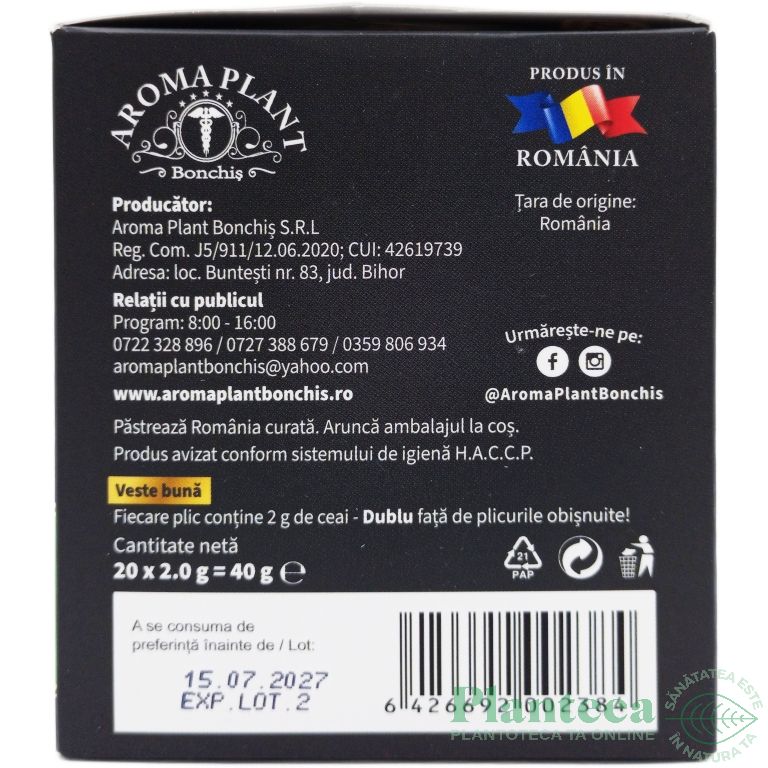 AROMA PLANT
Bonchiș
PRODUS ÎN
ROMÂNIA
Țara de origine:
România
Producător:
Aroma Plant Bonchiș S.R.L
Reg. Com. J5/911/12.06.2020; CUI: 42619739
Adresa: loc. Buntești nr. 83, jud. Bihor
Relații cu publicul
Program: 8:00 - 16:00
0722 328 896 / 0727 388 679 / 0359 806 934
aromaplantbonchis@yahoo.com
www.aromaplantbonchis.ro
Urmărește-ne pe:
@AromaPlantBonchis
Păstrează România curată. Aruncă ambalajul la coș.
Produs avizat conform sistemului de igienă H.A.C.C.P.
Veste bună
Fiecare plic conține 2 g de ceai - Dublu față de plicurile obișnuite!
Cantitate netă
20 x 2.0 g = 40 g ℮
21
PAP
A se consuma de
preferință înainte de / Lot:
15.07.2027
EXP.LOT.2
6 426692 002384
Planteea
PLANTOTECA TA ONLINE
SĂNĂTATEA ESTE
ÎN NATURA TA